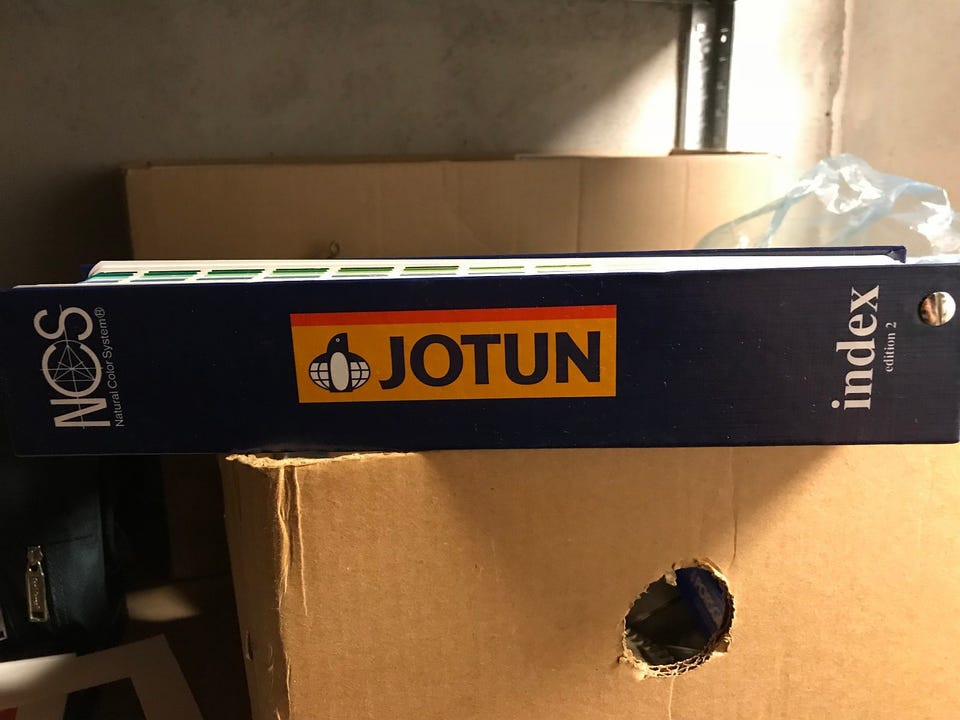 NCS
Natural Color System®
JOTUN
index
edition 2